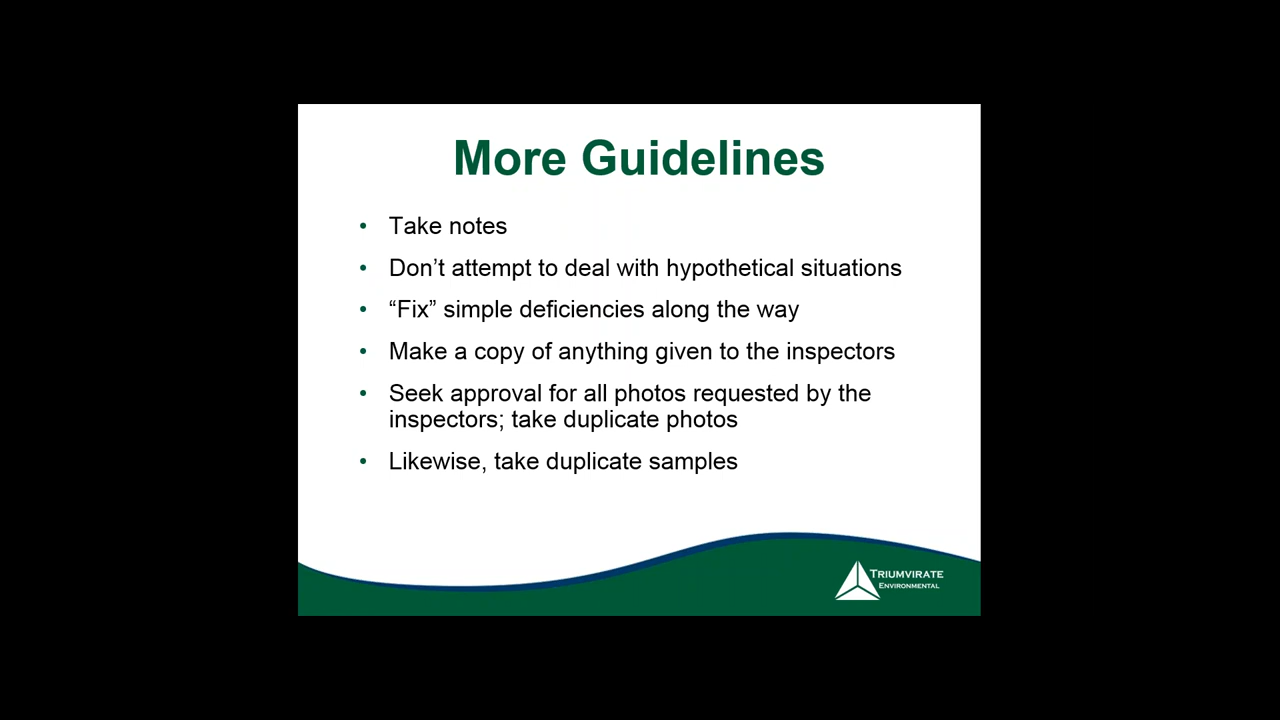 More Guidelines
• Take notes
• Don’t attempt to deal with hypothetical situations
• “Fix” simple deficiencies along the way
• Make a copy of anything given to the inspectors
• Seek approval for all photos requested by the
inspectors; take duplicate photos
• Likewise, take duplicate samples
TRIUMVIRATE
ENVIRONMENTAL